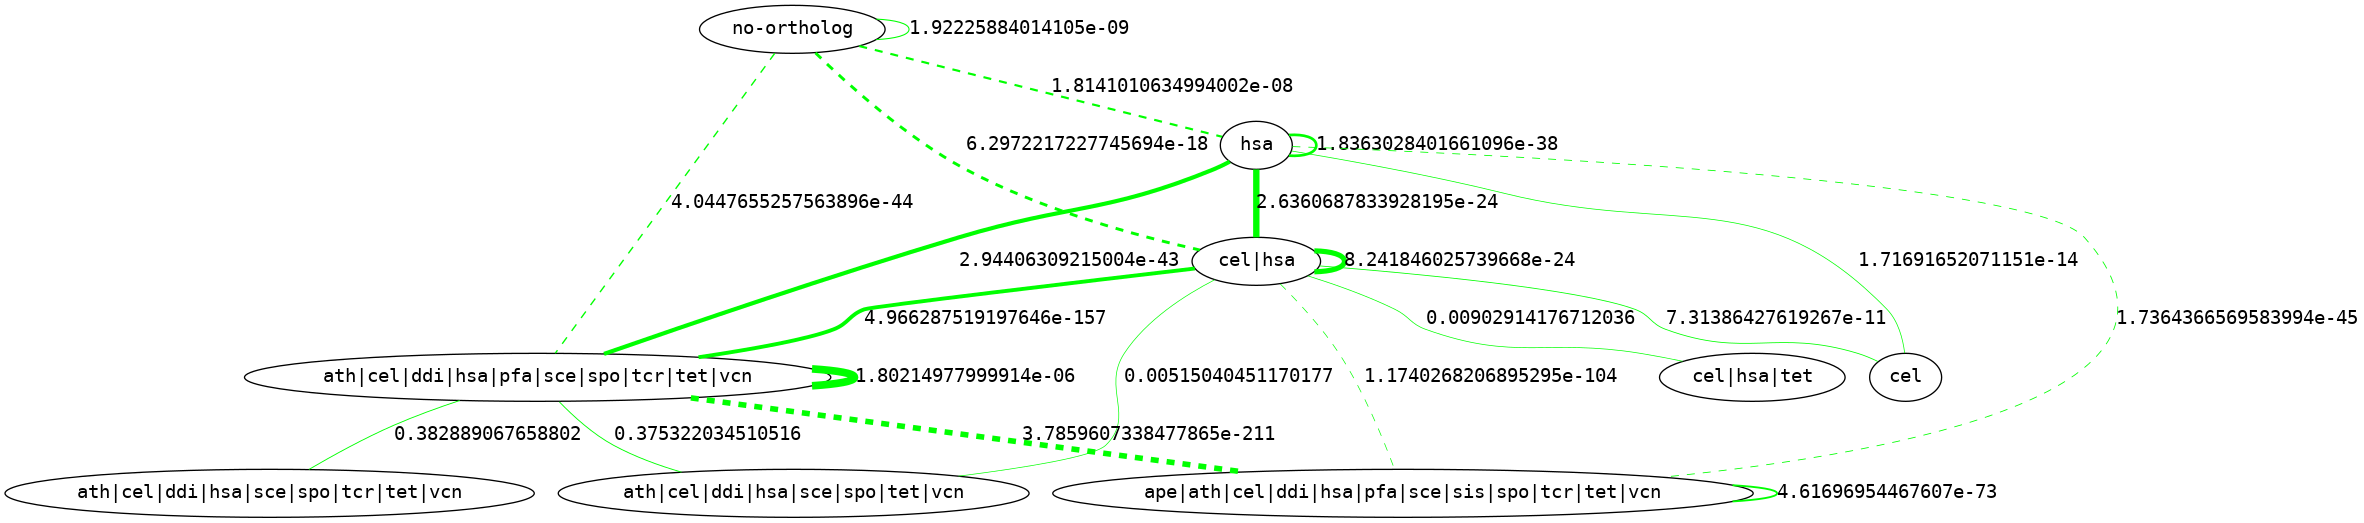 no-ortholog
1.92225884014105e-09
1.8141010634994002e-08
6.2972217227745694e-18
hsa
1.8363028401661096e-38
4.0447655257563896e-44
2.6360687833928195e-24
2.94406309215004e-43
cel|hsa
8.241846025739668e-24
1.71691652071151e-14
4.966287519197646e-157
0.00902914176712036
7.31386427619267e-11
1.7364366569583994e-45
ath|cel|ddi|hsa|pfa|sce|spo|tcr|tet|vcn
1.80214977999914e-06
0.00515040451170177
1.1740268206895295e-104
cel|hsa|tet
cel
0.382889067658802
0.375322034510516
3.7859607338477865e-211
ath|cel|ddi|hsa|sce|spo|tcr|tet|vcn
ath|cel|ddi|hsa|sce|spo|tet|vcn
ape|ath|cel|ddi|hsa|pfa|sce|sis|spo|tcr|tet|vcn
4.61696954467607e-73